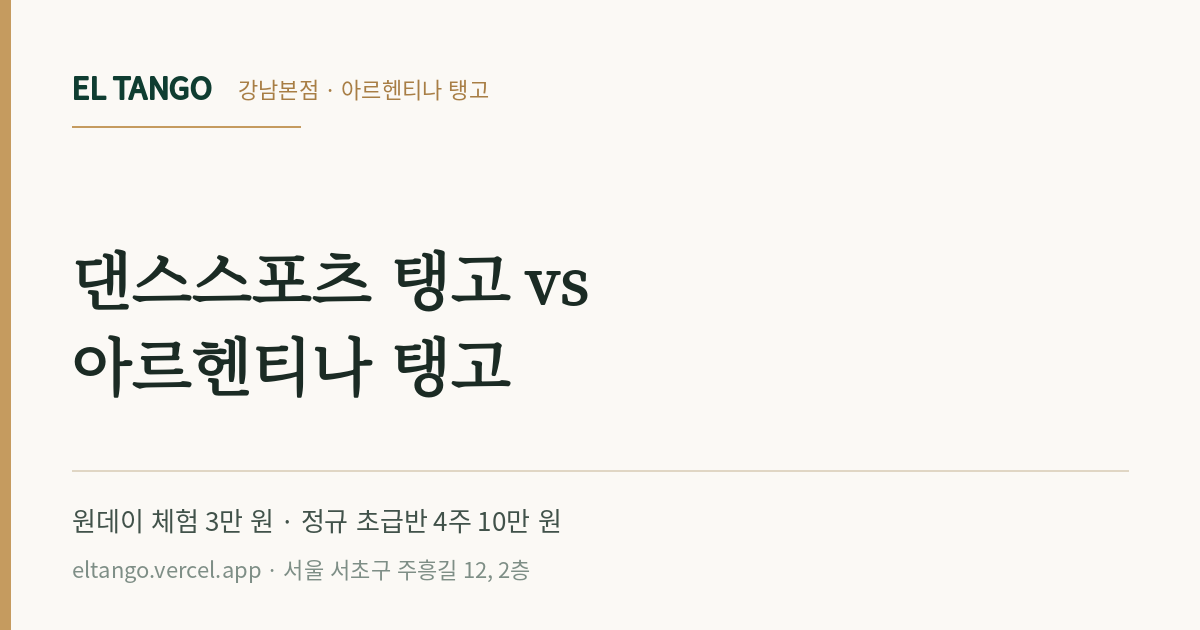 EL TANGO 강남본점 · 아르헨티나 탱고
댄스스포츠 탱고 vs
아르헨티나 탱고
원데이 체험 3만 원 · 정규 초급반 4주 10만 원
eltango.vercel.app · 서울 서초구 주흥길 12, 2층